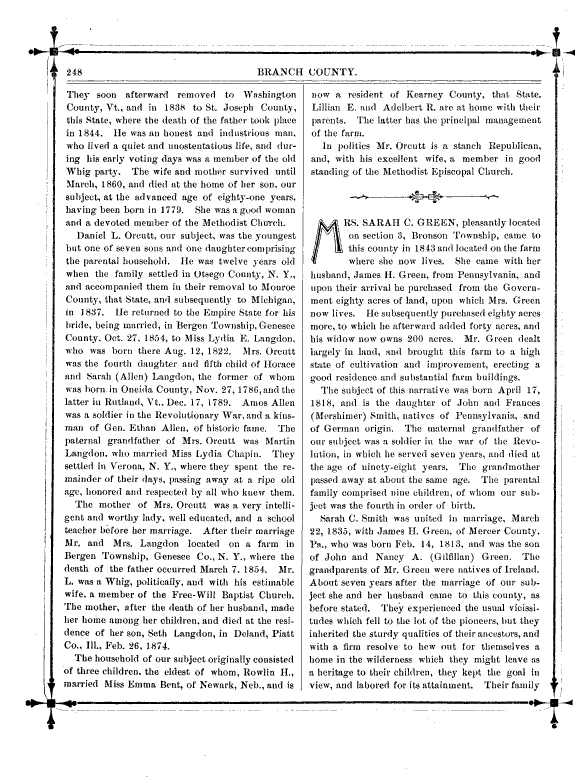 248
BRANCH COUNTY.
They soon afterward removed to Washington
County, Vt., and in 1838 to St. Joseph County,
this State, where the death of the father took place
in 1844. He was an honest and industrious man,
who lived a quiet and unostentatious life, and dur-
ing his early voting days was a member of the old
Whig party. The wife and mother survived until
March, 1860, and died at the home of her son, our
subject, at the advanced age of eighty-one years,
having been born in 1779. She was a good woman
and a devoted member of the Methodist Church.
Daniel L. Orcutt, our subject, was the youngest
but one of seven sons and one daughter comprising
the parental household. He was twelve years old
when the family settled in Otsego County, N. Y.,
and accompanied them in their removal to Monroe
County, that State, and subsequently to Michigan,
in 1837. He returned to the Empire State for his
bride, being married, in Bergen Township, Genesee
County, Oct. 27, 1854, to Miss Lydia E. Langdon,
who was born there Aug. 12, 1822. Mrs. Orcutt
was the fourth daughter and fifth child of Horace
and Sarah (Allen) Langdon, the former of whom
was born in Oneida County, Nov. 27, 1786, and the
latter in Rutland, Vt., Dec. 17, 1789. Amos Allen
was a soldier in the Revolutionary War, and a kins-
man of Gen. Ethan Allen, of historic fame. The
paternal grandfather of Mrs. Orcutt was Martin
Langdon, who married Miss Lydia Chapin. They
settled in Verona, N. Y., where they spent the re-
mainder of their days, passing away at a ripe old
age, honored and respected by all who knew them.
The mother of Mrs. Orcutt was a very intelli-
gent and worthy lady, well educated, and a school
teacher before her marriage. After their marriage
Mr. and Mrs. Langdon located on a farm in
Bergen Township, Genesee Co., N. Y., where the
death of the father occurred March 7, 1854. Mr.
L. was a Whig, politically, and with his estimable
wife, a member of the Free-Will Baptist Church.
The mother, after the death of her husband, made
her home among her children, and died at the resi-
dence of her son, Seth Langdon, in Deland, Piatt
Co., Ill., Feb. 26, 1874.
The household of our subject originally consisted
of three children, the eldest of whom, Rowlin H.,
married Miss Emma Bent, of Newark, Neb., and is
now a resident of Kearney County, that State.
Lillian E. and Adelbert R. are at home with their
parents. The latter has the principal management
of the farm.
In politics Mr. Orcutt is a stanch Republican,
and, with his excellent wife, a member in good
standing of the Methodist Episcopal Church.
MRS. SARAH C. GREEN, pleasantly located
on section 3, Bronson Township, came to
this county in 1843 and located on the farm
where she now lives. She came with her
husband, James H. Green, from Pennsylvania, and
upon their arrival he purchased from the Govern-
ment eighty acres of land, upon which Mrs. Green
now lives. He subsequently purchased eighty acres
more, to which he afterward added forty acres, and
his widow now owns 200 acres. Mr. Green dealt
largely in land, and brought this farm to a high
state of cultivation and improvement, erecting a
good residence and substantial farm buildings.
The subject of this narrative was born April 17,
1818, and is the daughter of John and Frances
(Mershimer) Smith, natives of Pennsylvania, and
of German origin. The maternal grandfather of
our subject was a soldier in the war of the Revo-
lution, in which he served seven years, and died at
the age of ninety-eight years. The grandmother
passed away at about the same age. The parental
family comprised nine children, of whom our sub-
ject was the fourth in order of birth.
Sarah C. Smith was united in marriage, March
22, 1835, with James H. Green, of Mercer County,
Pa., who was born Feb. 14, 1813, and was the son
of John and Nancy A. (Gilfillan) Green. The
grandparents of Mr. Green were natives of Ireland.
About seven years after the marriage of our sub-
ject she and her husband came to this county, as
before stated. They experienced the usual vicissi-
tudes which fell to the lot of the pioneers, but they
inherited the sturdy qualities of their ancestors, and
with a firm resolve to hew out for themselves a
home in the wilderness which they might leave as
a heritage to their children, they kept the goal in
view, and labored for its attainment. Their family